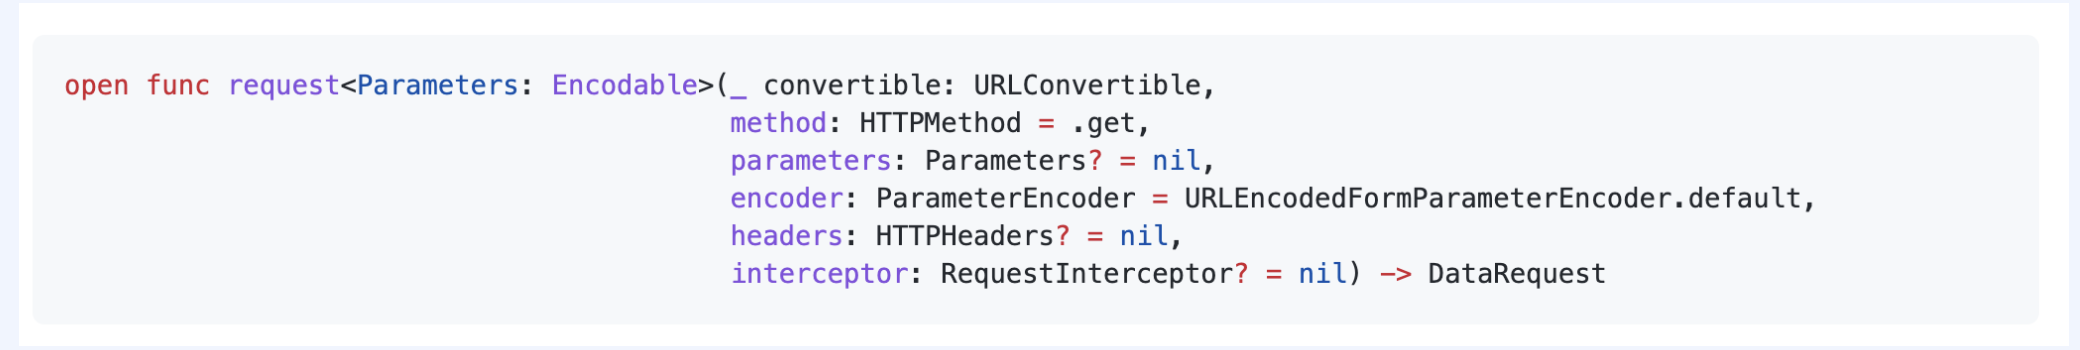 open func request<Parameters: Encodable>(_ convertible: URLConvertible,
method: HTTPMethod = .get,
parameters: Parameters? = nil,
encoder: ParameterEncoder = URLEncodedFormParameterEncoder.default,
headers: HTTPHeaders? = nil,
interceptor: RequestInterceptor? = nil) -> DataRequest